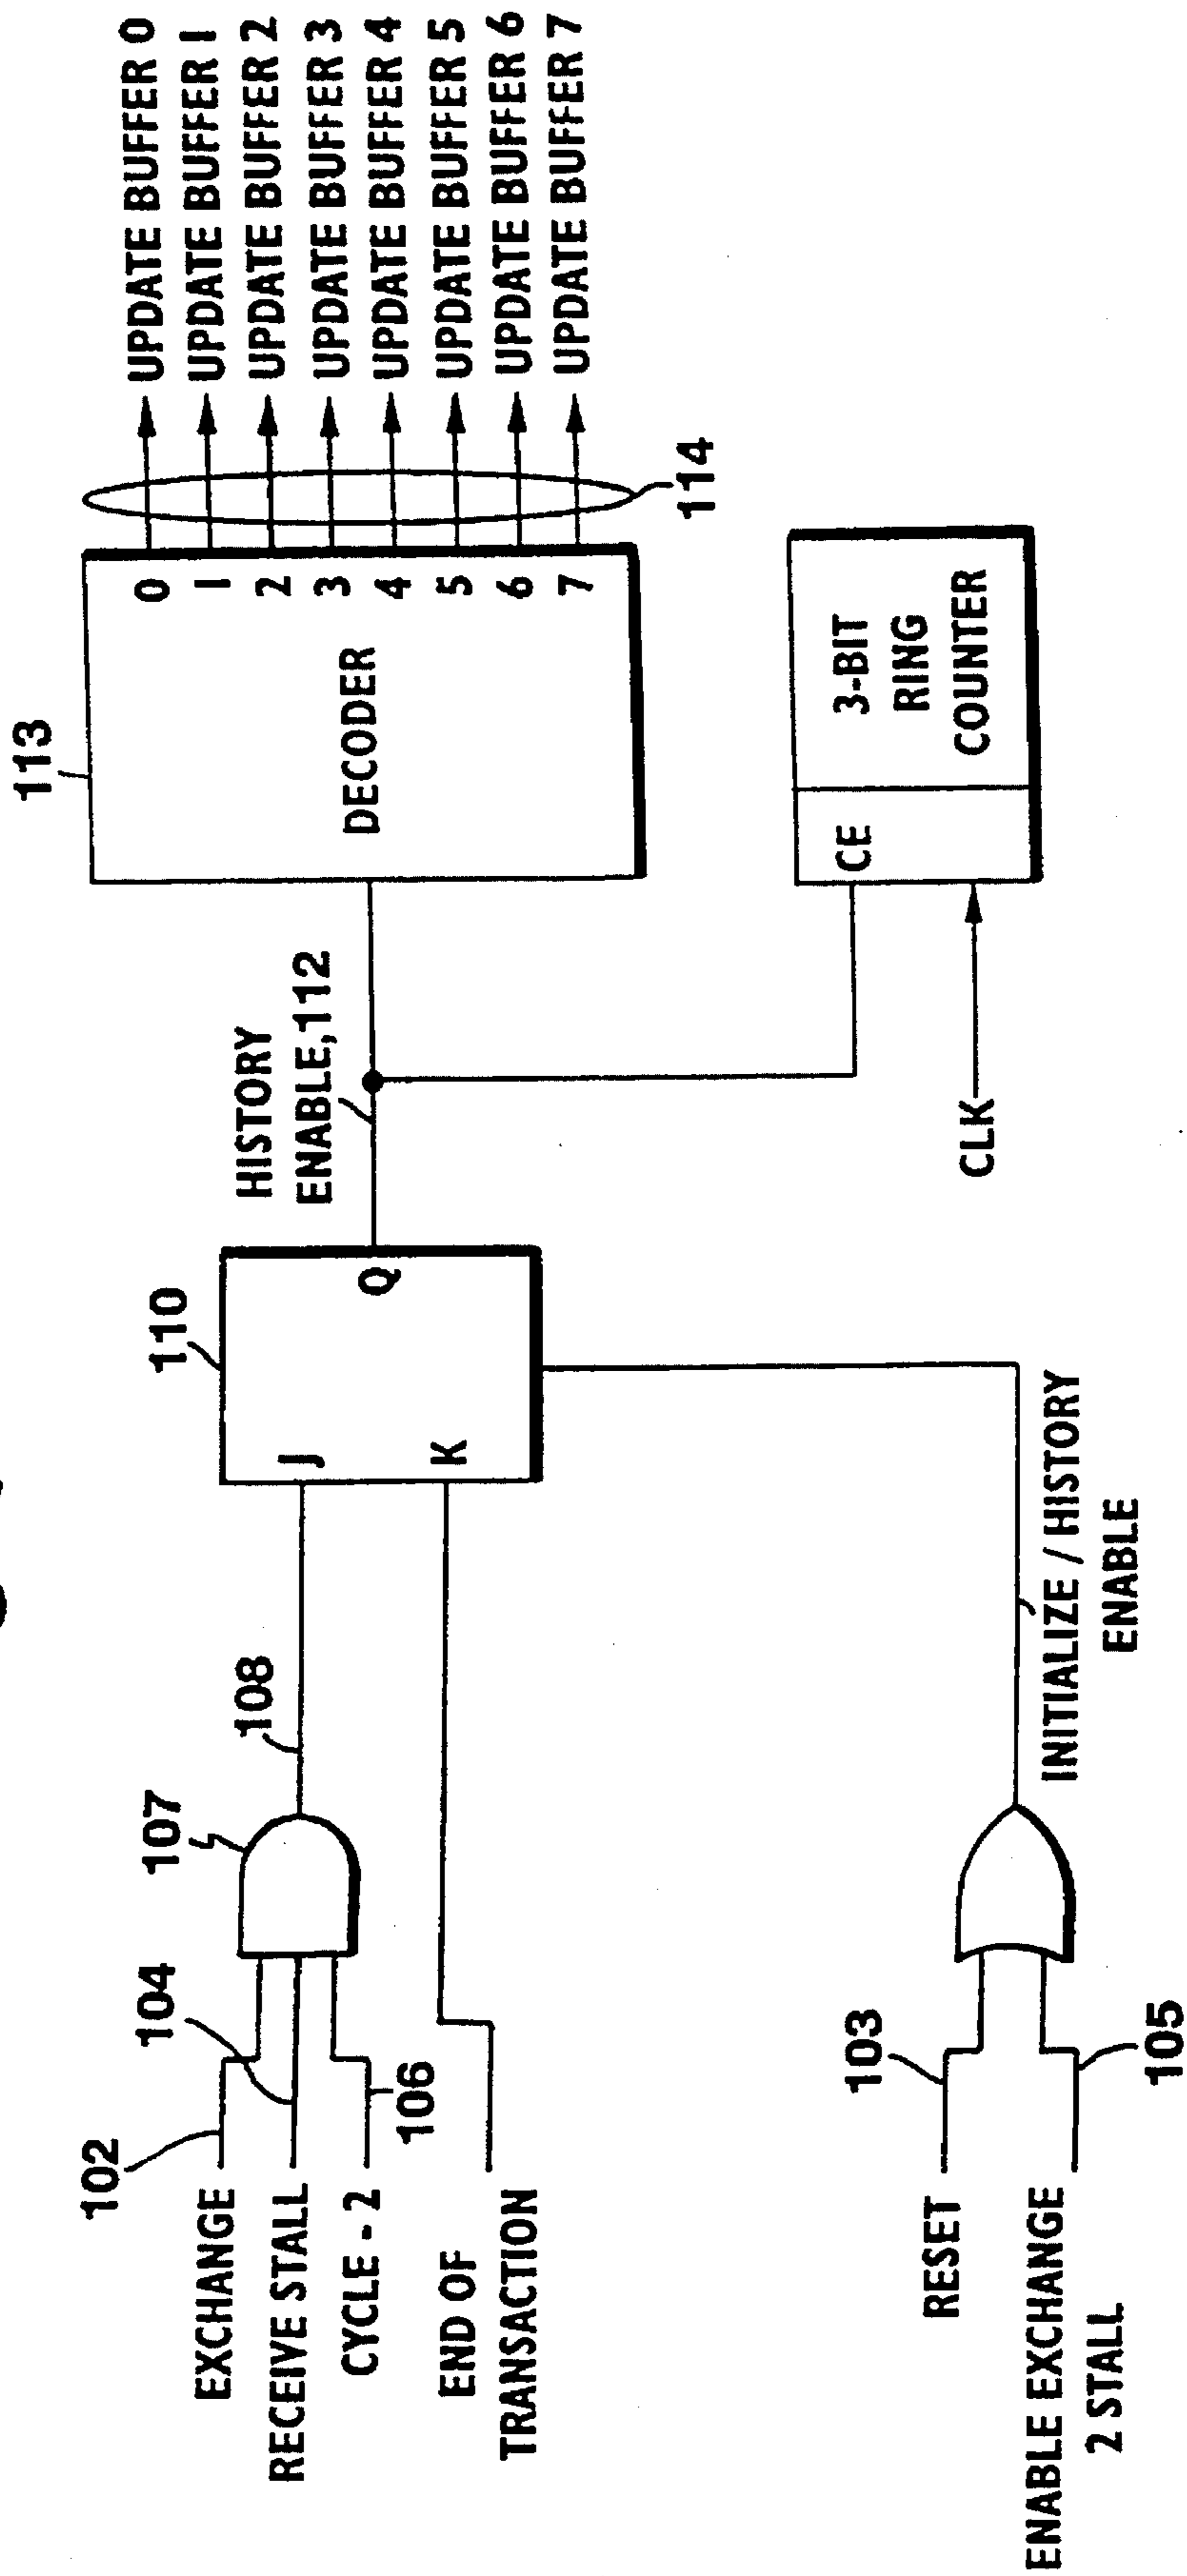 102
EXCHANGE
104
RECEIVE STALL
CYCLE - 2
106
END OF
TRANSACTION
107
108
110
J
K
Q
HISTORY
ENABLE,112
113
DECODER
0
1
2
3
4
5
6
7
UPDATE BUFFER 0
UPDATE BUFFER 1
UPDATE BUFFER 2
UPDATE BUFFER 3
UPDATE BUFFER 4
UPDATE BUFFER 5
UPDATE BUFFER 6
UPDATE BUFFER 7
114
103
RESET
ENABLE EXCHANGE
2 STALL
105
INITIALIZE / HISTORY
ENABLE
CLK
CE
3-BIT
RING
COUNTER